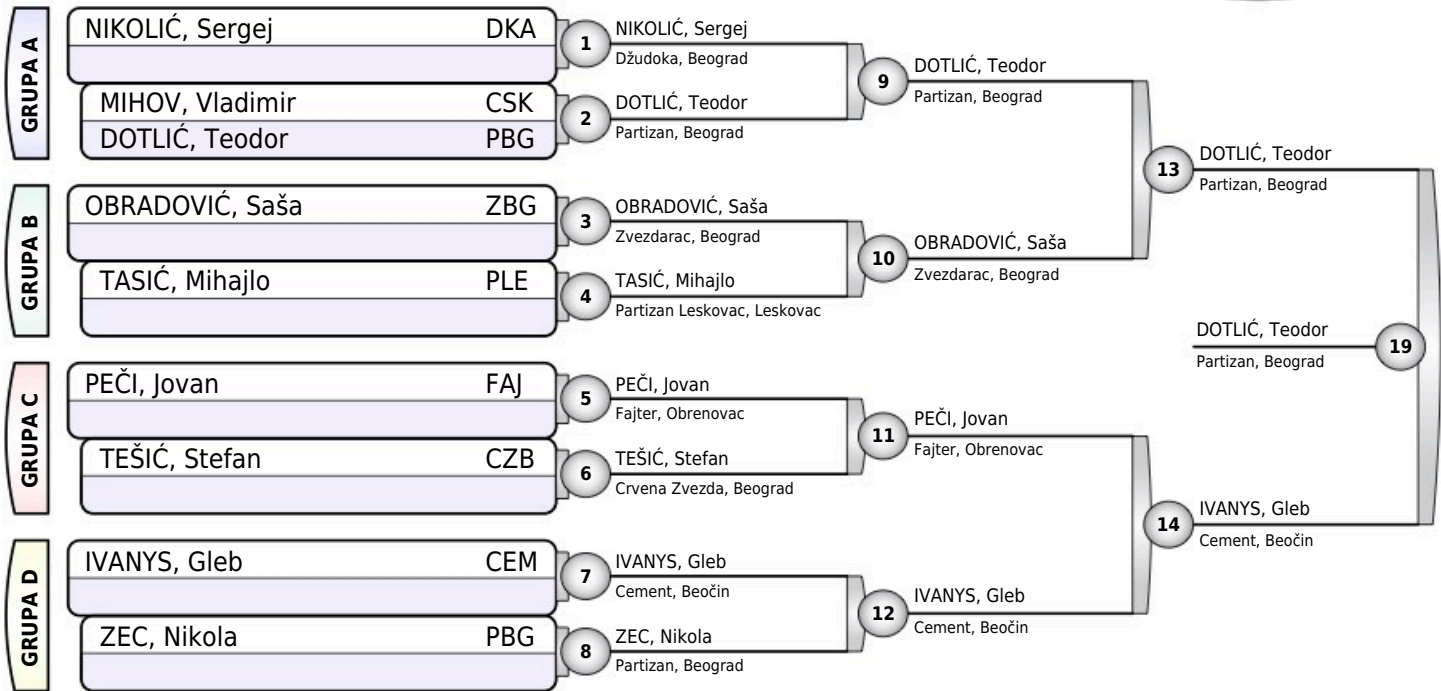 GRUPA A
NIKOLIĆ, Sergej DKA
MIHOV, Vladimir CSK
DOTLIĆ, Teodor PBG
GRUPA B
OBRADOVIĆ, Saša ZBG
TASIĆ, Mihajlo PLE
GRUPA C
PEČI, Jovan FAJ
TEŠIĆ, Stefan CZB
GRUPA D
IVANYS, Gleb CEM
ZEC, Nikola PBG
1
NIKOLIĆ, Sergej
Džudoka, Beograd
2
DOTLIĆ, Teodor
Partizan, Beograd
3
OBRADOVIĆ, Saša
Zvezdarac, Beograd
4
TASIĆ, Mihajlo
Partizan Leskovac, Leskovac
5
PEČI, Jovan
Fajter, Obrenovac
6
TEŠIĆ, Stefan
Crvena Zvezda, Beograd
7
IVANYS, Gleb
Cement, Beočin
8
ZEC, Nikola
Partizan, Beograd
9
DOTLIĆ, Teodor
Partizan, Beograd
10
OBRADOVIĆ, Saša
Zvezdarac, Beograd
11
PEČI, Jovan
Fajter, Obrenovac
12
IVANYS, Gleb
Cement, Beočin
13
DOTLIĆ, Teodor
Partizan, Beograd
14
IVANYS, Gleb
Cement, Beočin
DOTLIĆ, Teodor
Partizan, Beograd
19